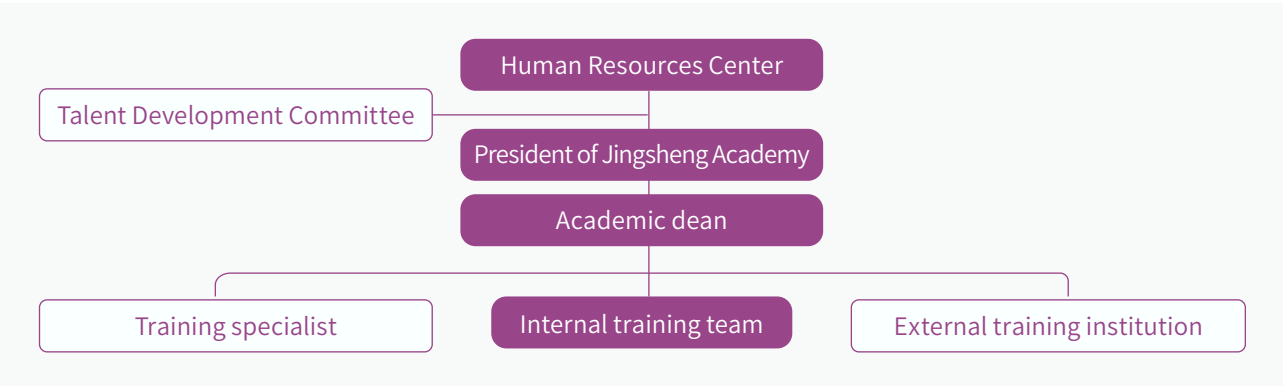 Human Resources Center
Talent Development Committee
President of Jingsheng Academy
Academic dean
Training specialist
Internal training team
External training institution